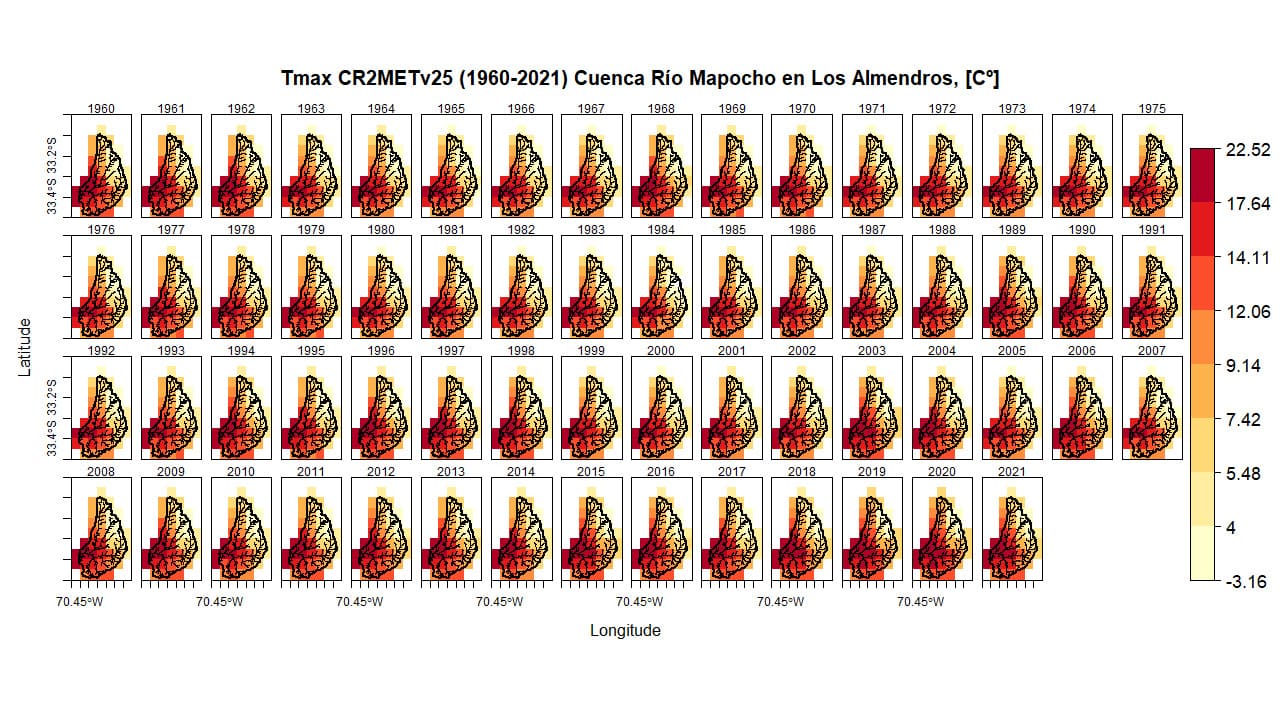 Tmax CR2METv25 (1960-2021) Cuenca Río Mapocho en Los Almendros, [Cº]
1960 1961 1962 1963 1964 1965 1966 1967 1968 1969 1970 1971 1972 1973 1974 1975
33.4°S 33.2°S
1976 1977 1978 1979 1980 1981 1982 1983 1984 1985 1986 1987 1988 1989 1990 1991
1992 1993 1994 1995 1996 1997 1998 1999 2000 2001 2002 2003 2004 2005 2006 2007
33.4°S 33.2°S
2008 2009 2010 2011 2012 2013 2014 2015 2016 2017 2018 2019 2020 2021
70.45°W 70.45°W 70.45°W 70.45°W 70.45°W 70.45°W 70.45°W
Longitude
Latitude
22.52
17.64
14.11
12.06
9.14
7.42
5.48
4
-3.16